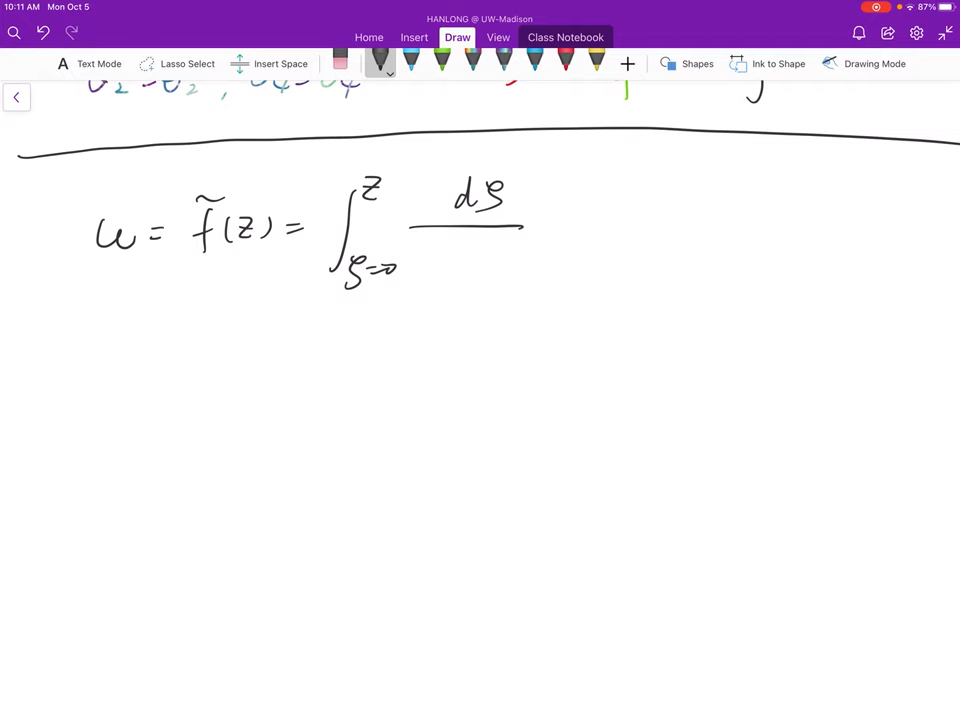 10:11 AM Mon Oct 5
87%
HANLONG @ UW-Madison
Home Insert Draw View Class Notebook
A Text Mode Lasso Select Insert Space Shapes Ink to Shape Drawing Mode
w = f̃(z) = ∫_{ζ=0}^{z} dζ